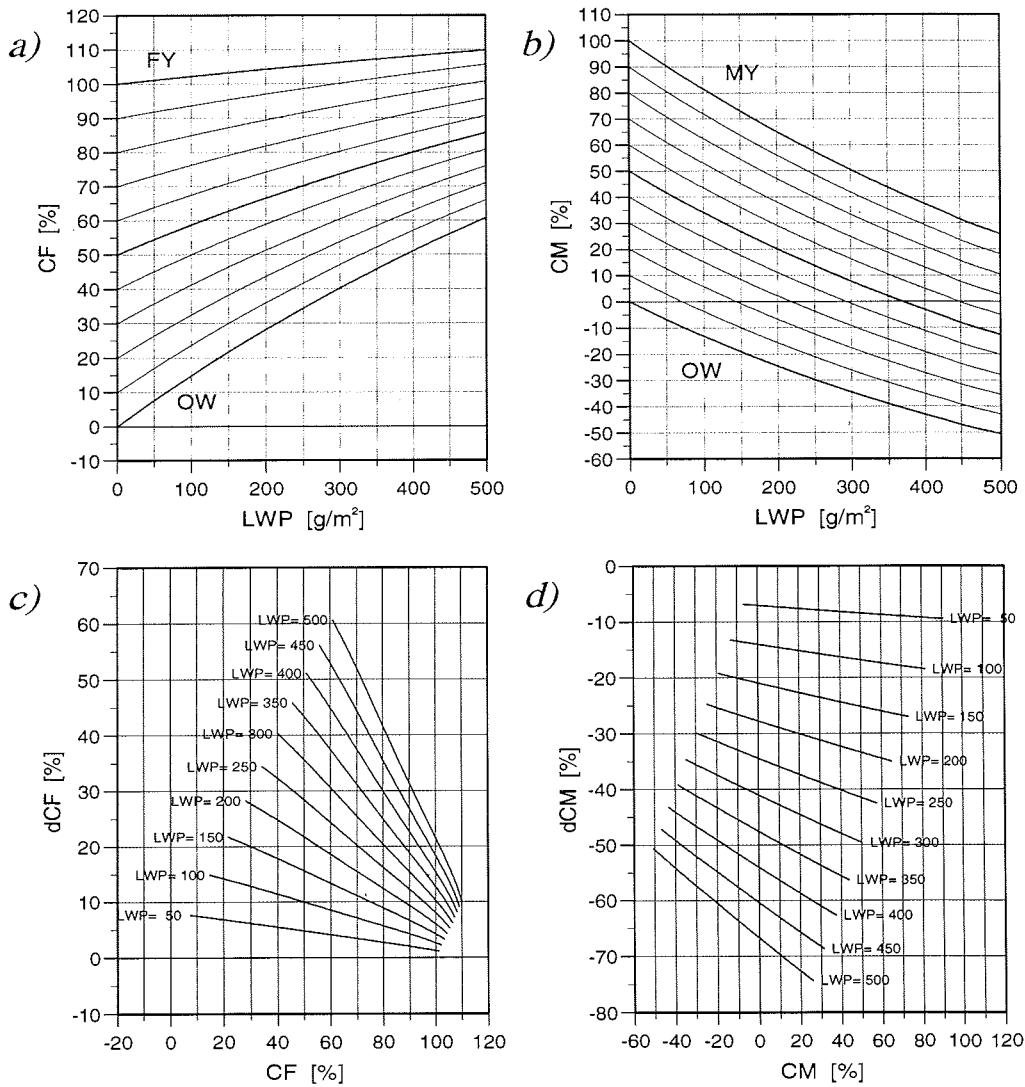 a)
120
110
100
90
80
70
60
50
40
30
20
10
0
-10
CF [%]
FY
OW
0 100 200 300 400 500
LWP [g/m²]
b)
110
100
90
80
70
60
50
40
30
20
10
0
-10
-20
-30
-40
-50
-60
CM [%]
MY
OW
0 100 200 300 400 500
LWP [g/m²]
c)
70
60
50
40
30
20
10
0
-10
dCF [%]
LWP= 500
LWP= 450
LWP= 400
LWP= 350
LWP= 300
LWP= 250
LWP= 200
LWP= 150
LWP= 100
LWP= 50
-20 0 20 40 60 80 100 120
CF [%]
d)
0
-10
-20
-30
-40
-50
-60
-70
-80
dCM [%]
LWP= 50
LWP= 100
LWP= 150
LWP= 200
LWP= 250
LWP= 300
LWP= 350
LWP= 400
LWP= 450
LWP= 500
-60 -40 -20 0 20 40 60 80 100 120
CM [%]